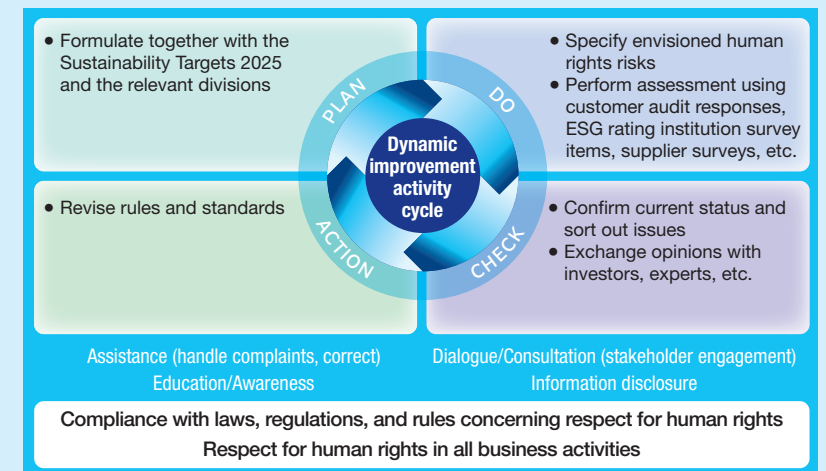 • Formulate together with the
Sustainability Targets 2025
and the relevant divisions
• Specify envisioned human
rights risks
• Perform assessment using
customer audit responses,
ESG rating institution survey
items, supplier surveys, etc.
PLAN
DO
Dynamic
improvement
activity
cycle
ACTION
CHECK
• Revise rules and standards
• Confirm current status and
sort out issues
• Exchange opinions with
investors, experts, etc.
Assistance (handle complaints, correct)
Education/Awareness
Dialogue/Consultation (stakeholder engagement)
Information disclosure
Compliance with laws, regulations, and rules concerning respect for human rights
Respect for human rights in all business activities